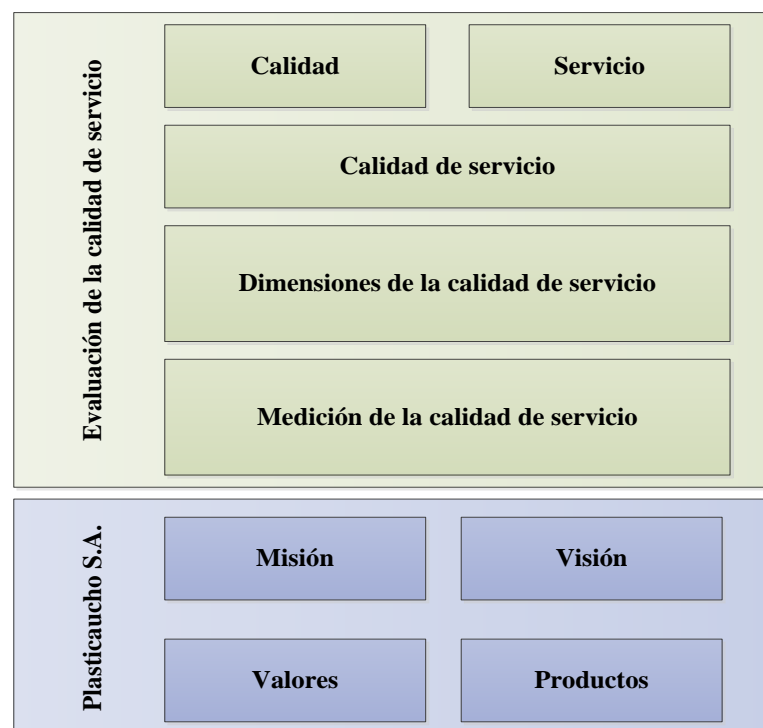 Evaluación de la calidad de servicio
Calidad
Servicio
Calidad de servicio
Dimensiones de la calidad de servicio
Medición de la calidad de servicio
Plasticaucho S.A.
Misión
Visión
Valores
Productos